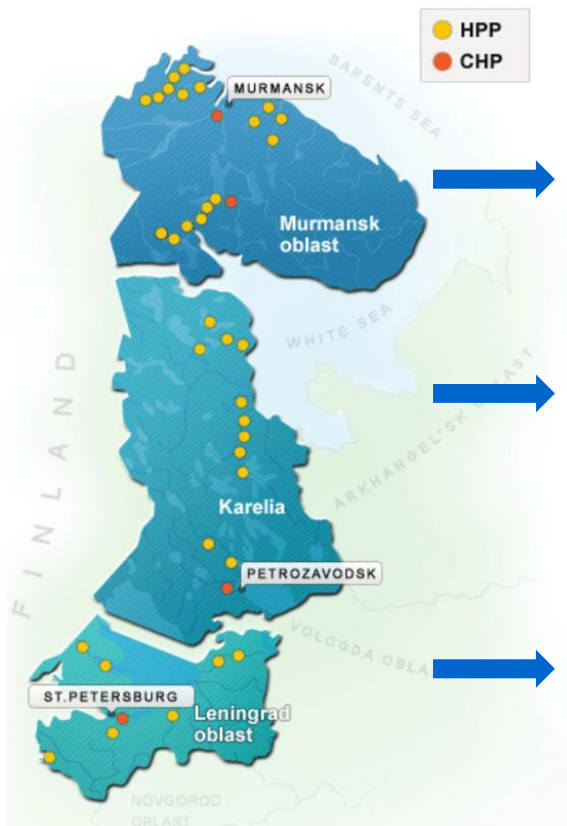 HPP
CHP
BARENTS SEA
MURMANSK
Murmansk
oblast
WHITE SEA
FINLAND
ARKHANGEL'SK OBLAST
Karelia
PETROZAVODSK
VOLOGDA OBLA
ST.PETERSBURG
Leningrad
oblast
NOVGOROD
OBLAST